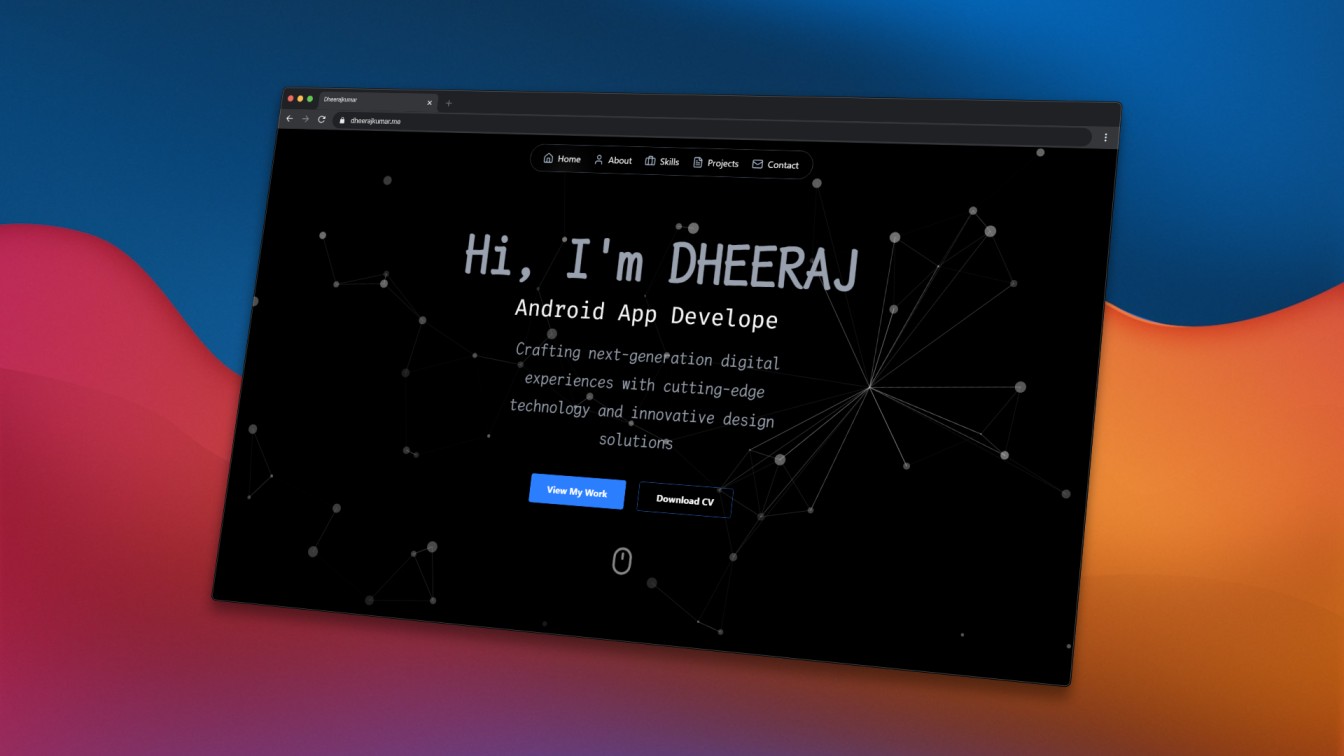 Dheerajkumar
dheerajkumar.me
Home About Skills Projects Contact
Hi, I'm DHEERAJ
Android App Develope
Crafting next-generation digital
experiences with cutting-edge
technology and innovative design
solutions
View My Work Download CV